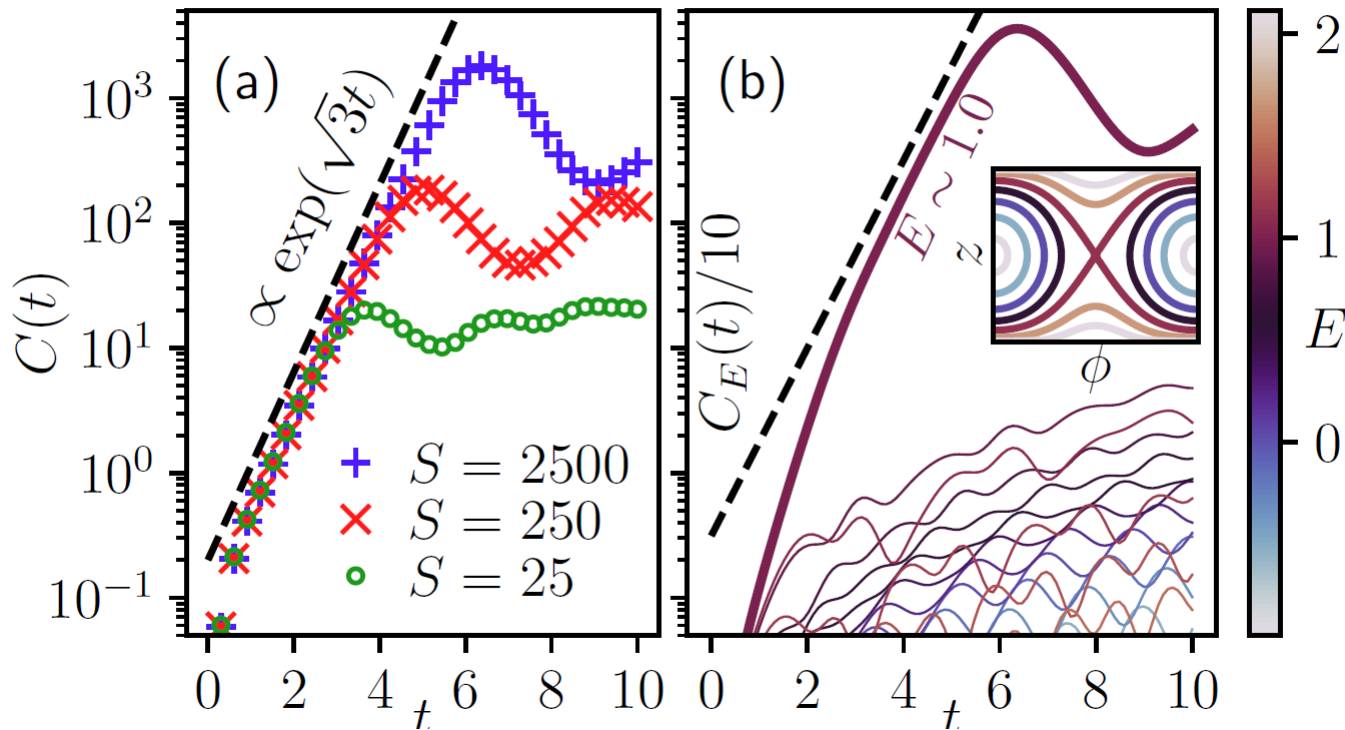 (a)
C(t)
10³
10²
10¹
10⁰
10⁻¹
∝ exp(√3t)
S = 2500
S = 250
S = 25
0 2 4 6 8 10
t
(b)
C_E(t)/10
E ∼ 1.0
z
ϕ
0 2 4 6 8 10
t
2
1
0
E